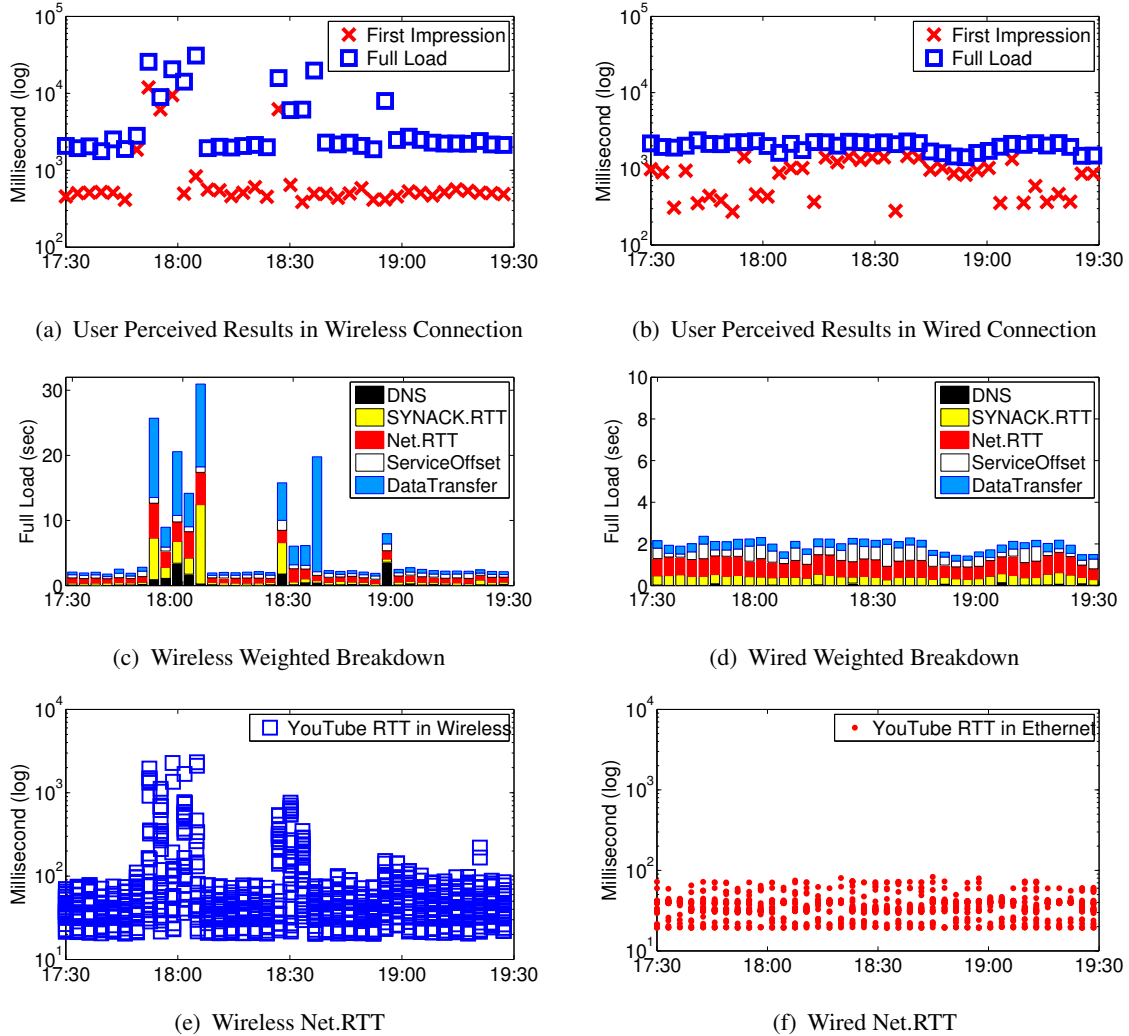 10^5
10^4
10^3
10^2
Millisecond (log)
First Impression
Full Load
17:30 18:00 18:30 19:00 19:30
(a) User Perceived Results in Wireless Connection
10^5
10^4
10^3
10^2
Millisecond (log)
First Impression
Full Load
17:30 18:00 18:30 19:00 19:30
(b) User Perceived Results in Wired Connection
30
20
10
0
Full Load (sec)
DNS
SYNACK.RTT
Net.RTT
ServiceOffset
DataTransfer
17:30 18:00 18:30 19:00 19:30
(c) Wireless Weighted Breakdown
10
8
6
4
2
0
Full Load (sec)
DNS
SYNACK.RTT
Net.RTT
ServiceOffset
DataTransfer
17:30 18:00 18:30 19:00 19:30
(d) Wired Weighted Breakdown
10^4
10^3
10^2
10^1
Millisecond (log)
YouTube RTT in Wireless
17:30 18:00 18:30 19:00 19:30
(e) Wireless Net.RTT
10^4
10^3
10^2
10^1
Millisecond (log)
YouTube RTT in Ethernet
17:30 18:00 18:30 19:00 19:30
(f) Wired Net.RTT